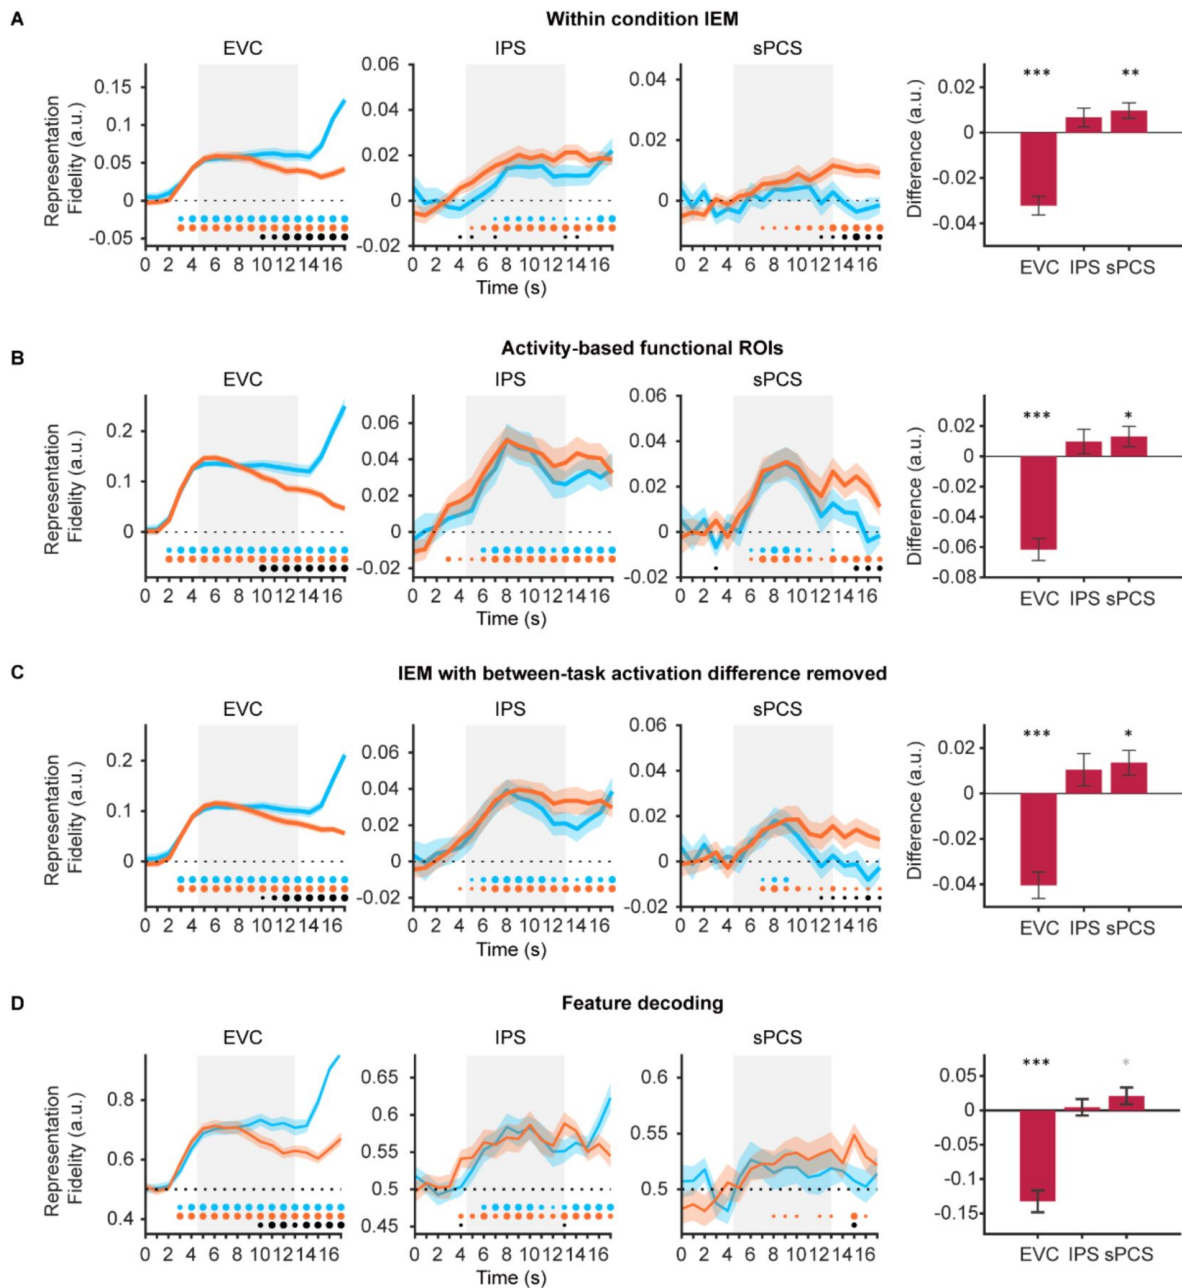 A
Within condition IEM
EVC
IPS
sPCS
Representation
Fidelity (a.u.)
0.15
0.1
0.05
0
-0.05
0 2 4 6 8 10 12 14 16
0.06
0.04
0.02
0
-0.02
0 2 4 6 8 10 12 14 16
Time (s)
0.04
0.02
0
0 2 4 6 8 10 12 14 16
Difference (a.u.)
0.02
0
-0.02
-0.04
*** **
EVC IPS sPCS
B
Activity-based functional ROIs
EVC
IPS
sPCS
Representation
Fidelity (a.u.)
0.2
0.1
0
0 2 4 6 8 10 12 14 16
0.06
0.04
0.02
0
-0.02
0 2 4 6 8 10 12 14 16
Time (s)
0.06
0.04
0.02
0
-0.02
0 2 4 6 8 10 12 14 16
Difference (a.u.)
0.02
0
-0.02
-0.04
-0.06
-0.08
*** *
EVC IPS sPCS
C
IEM with between-task activation difference removed
EVC
IPS
sPCS
Representation
Fidelity (a.u.)
0.2
0.1
0
0 2 4 6 8 10 12 14 16
0.06
0.04
0.02
0
-0.02
0 2 4 6 8 10 12 14 16
Time (s)
0.06
0.04
0.02
0
-0.02
0 2 4 6 8 10 12 14 16
Difference (a.u.)
0.02
0
-0.02
-0.04
*** *
EVC IPS sPCS
D
Feature decoding
EVC
IPS
sPCS
Representation
Fidelity (a.u.)
0.8
0.6
0.4
0 2 4 6 8 10 12 14 16
0.65
0.6
0.55
0.5
0.45
0 2 4 6 8 10 12 14 16
Time (s)
0.6
0.55
0.5
0 2 4 6 8 10 12 14 16
Difference (a.u.)
0.05
0
-0.05
-0.1
-0.15
*** *
EVC IPS sPCS